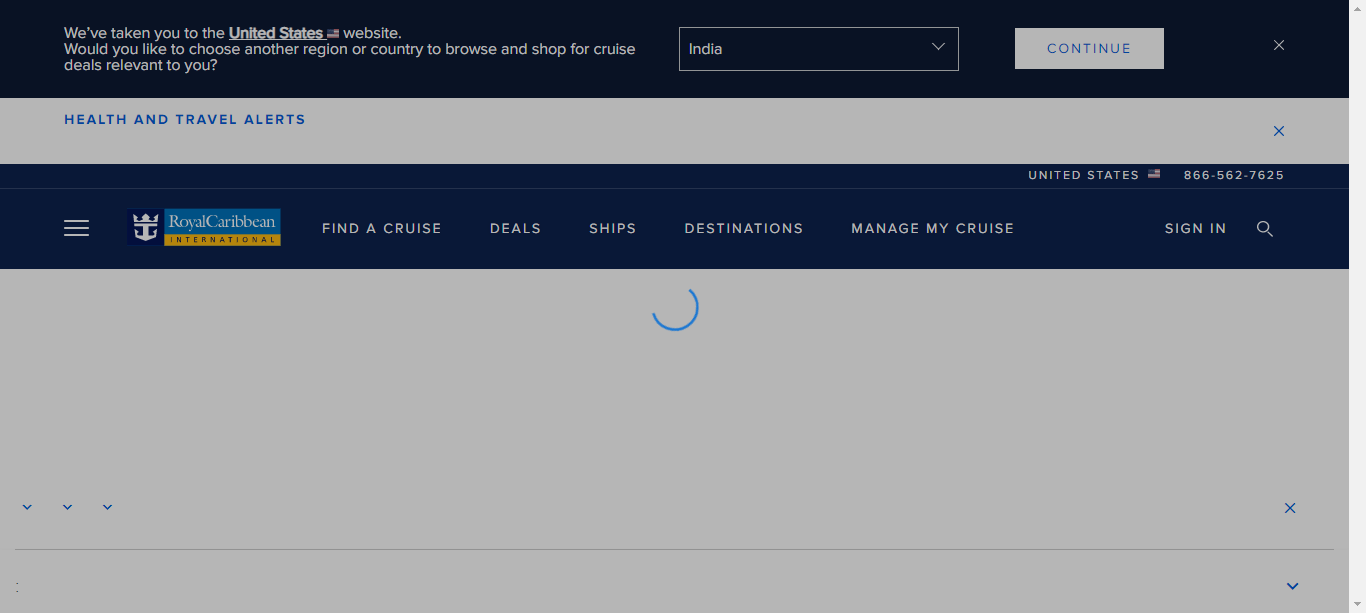 We've taken you to the United States website.
Would you like to choose another region or country to browse and shop for cruise
deals relevant to you?
India
CONTINUE
HEALTH AND TRAVEL ALERTS
UNITED STATES 866-562-7625
RoyalCaribbean
INTERNATIONAL
FIND A CRUISE DEALS SHIPS DESTINATIONS MANAGE MY CRUISE SIGN IN
: